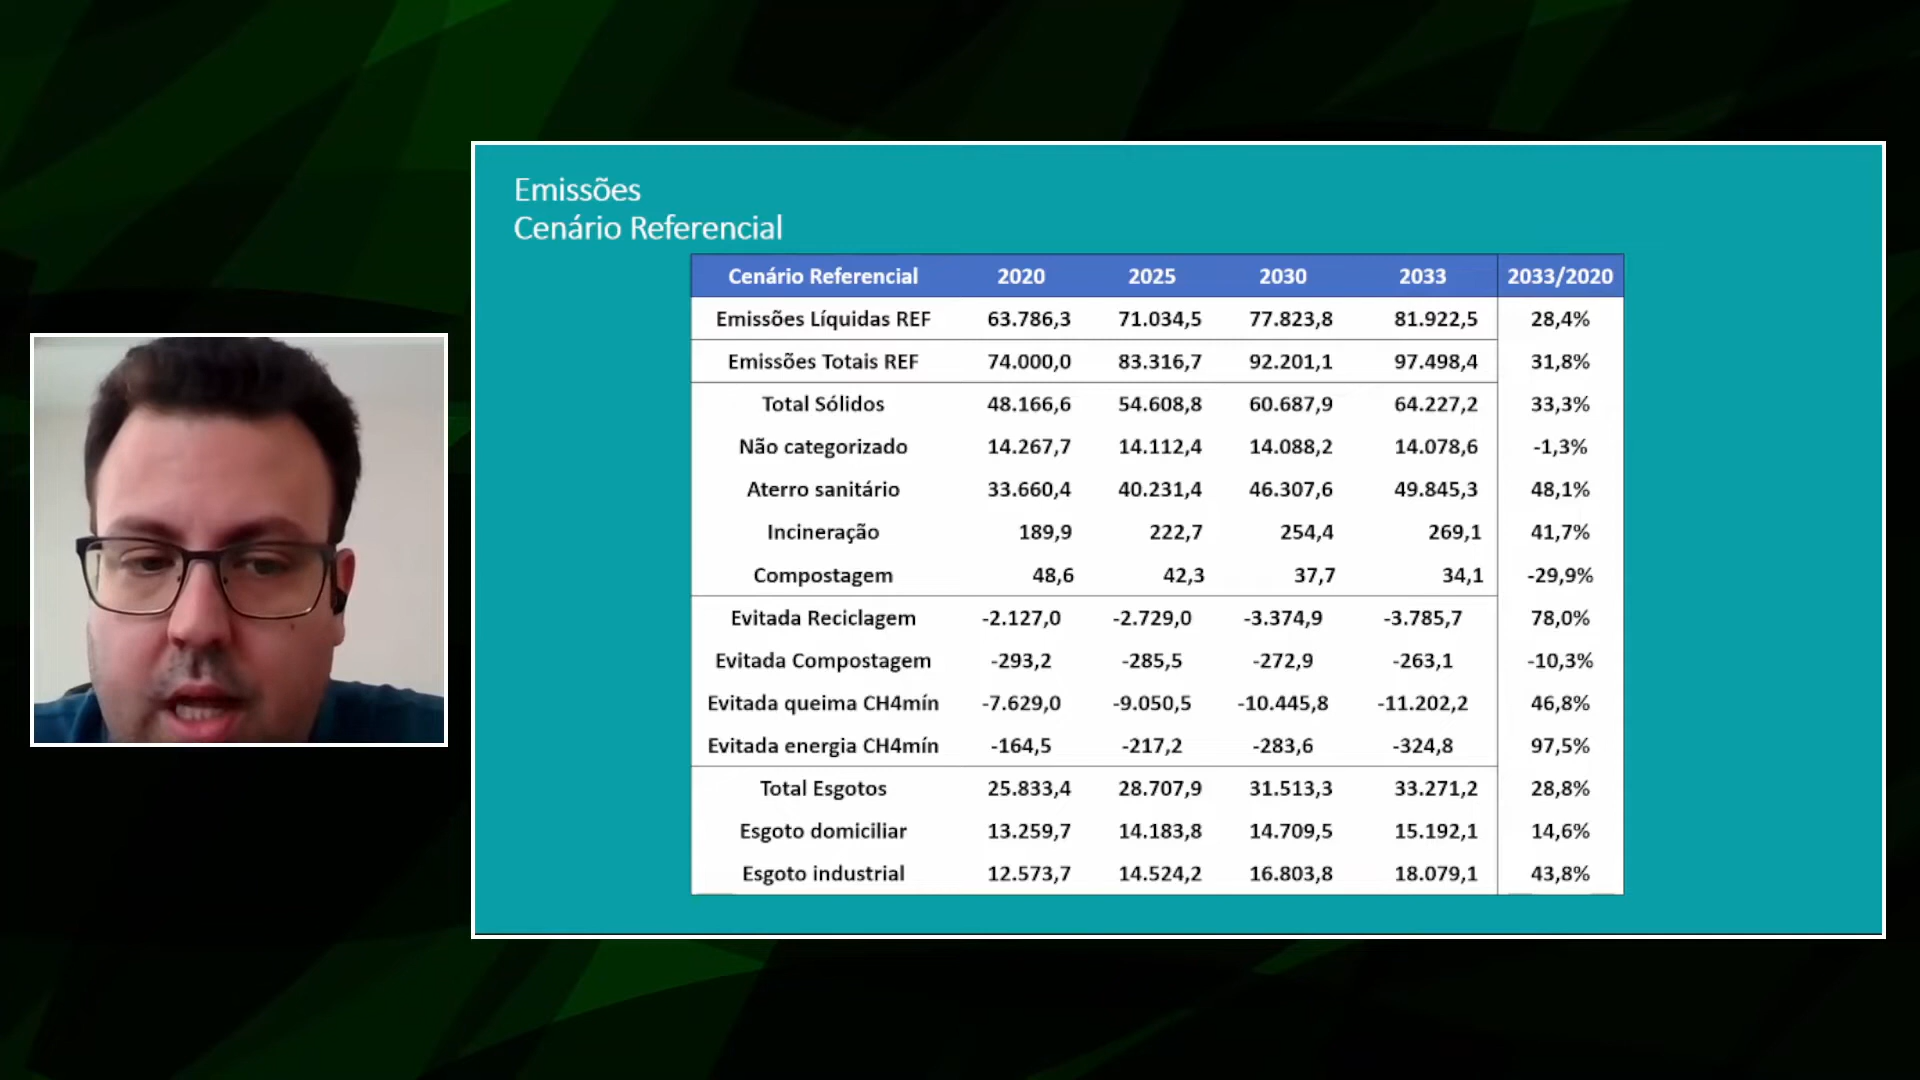 Emissões
Cenário Referencial
Cenário Referencial 2020 2025 2030 2033 2033/2020
Emissões Líquidas REF 63.786,3 71.034,5 77.823,8 81.922,5 28,4%
Emissões Totais REF 74.000,0 83.316,7 92.201,1 97.498,4 31,8%
Total Sólidos 48.166,6 54.608,8 60.687,9 64.227,2 33,3%
Não categorizado 14.267,7 14.112,4 14.088,2 14.078,6 -1,3%
Aterro sanitário 33.660,4 40.231,4 46.307,6 49.845,3 48,1%
Incineração 189,9 222,7 254,4 269,1 41,7%
Compostagem 48,6 42,3 37,7 34,1 -29,9%
Evitada Reciclagem -2.127,0 -2.729,0 -3.374,9 -3.785,7 78,0%
Evitada Compostagem -293,2 -285,5 -272,9 -263,1 -10,3%
Evitada queima CH4mín -7.629,0 -9.050,5 -10.445,8 -11.202,2 46,8%
Evitada energia CH4mín -164,5 -217,2 -283,6 -324,8 97,5%
Total Esgotos 25.833,4 28.707,9 31.513,3 33.271,2 28,8%
Esgoto domiciliar 13.259,7 14.183,8 14.709,5 15.192,1 14,6%
Esgoto industrial 12.573,7 14.524,2 16.803,8 18.079,1 43,8%